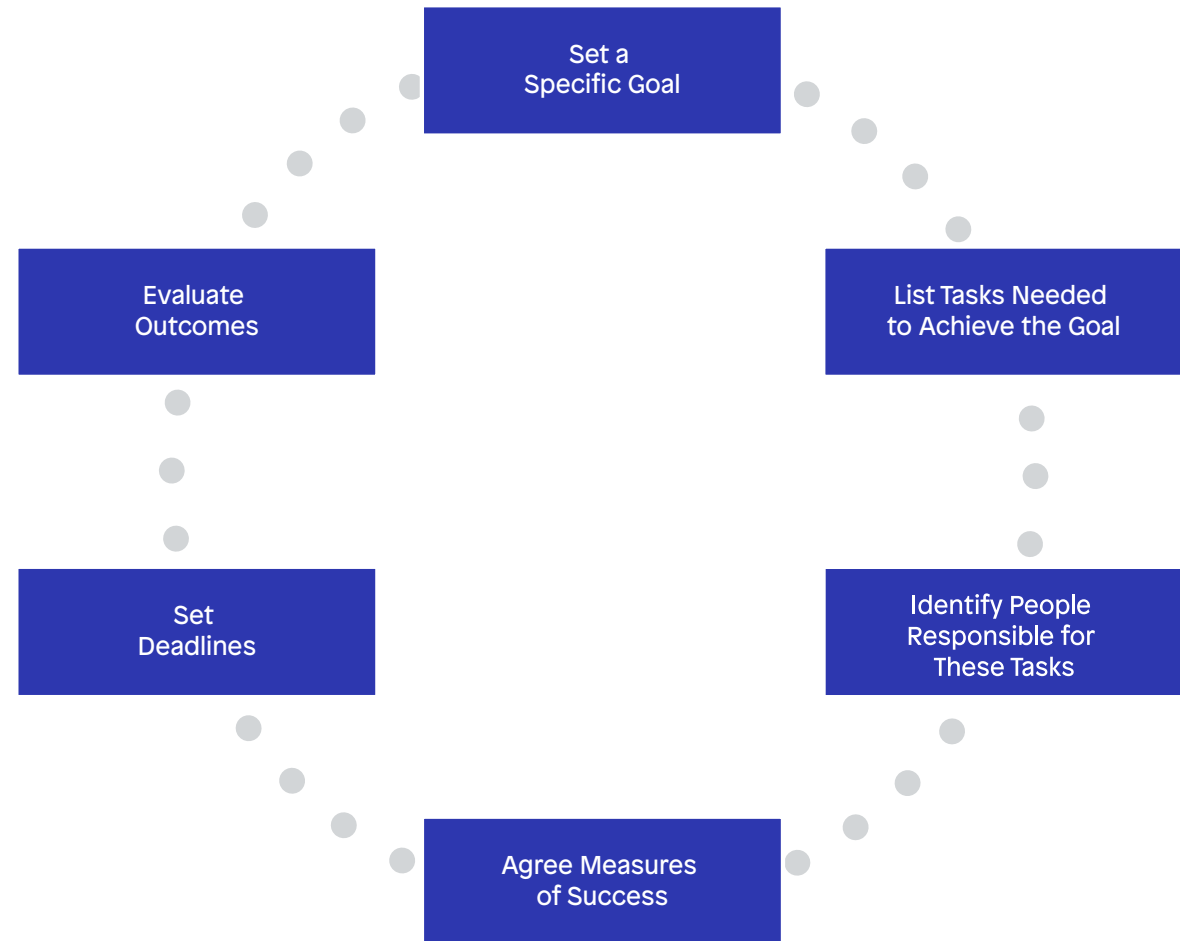 Set a
Specific Goal
List Tasks Needed
to Achieve the Goal
Identify People
Responsible for
These Tasks
Agree Measures
of Success
Set
Deadlines
Evaluate
Outcomes